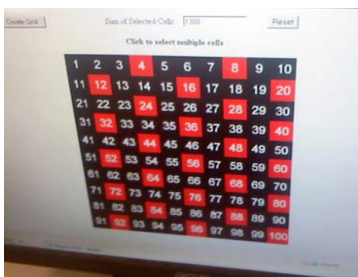 Create Grid Sum of Selected Cells: 1300 Reset
Click to select multiple cells
1 2 3 4 5 6 7 8 9 10
11 12 13 14 15 16 17 18 19 20
21 22 23 24 25 26 27 28 29 30
31 32 33 34 35 36 37 38 39 40
41 42 43 44 45 46 47 48 49 50
51 52 53 54 55 56 57 58 59 60
61 62 63 64 65 66 67 68 69 70
71 72 73 74 75 76 77 78 79 80
81 82 83 84 85 86 87 88 89 90
91 92 93 94 95 96 97 98 99 100